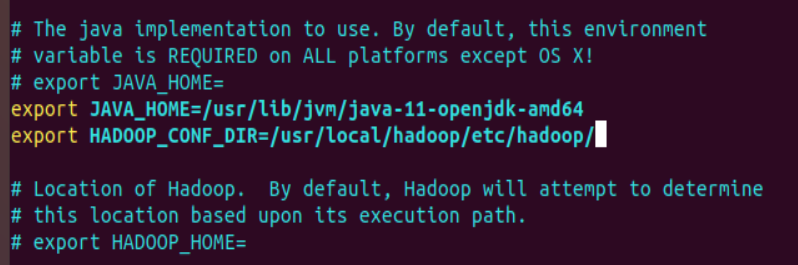 # The java implementation to use. By default, this environment
# variable is REQUIRED on ALL platforms except OS X!
# export JAVA_HOME=
export JAVA_HOME=/usr/lib/jvm/java-11-openjdk-amd64
export HADOOP_CONF_DIR=/usr/local/hadoop/etc/hadoop/
# Location of Hadoop.  By default, Hadoop will attempt to determine
# this location based upon its execution path.
# export HADOOP_HOME=